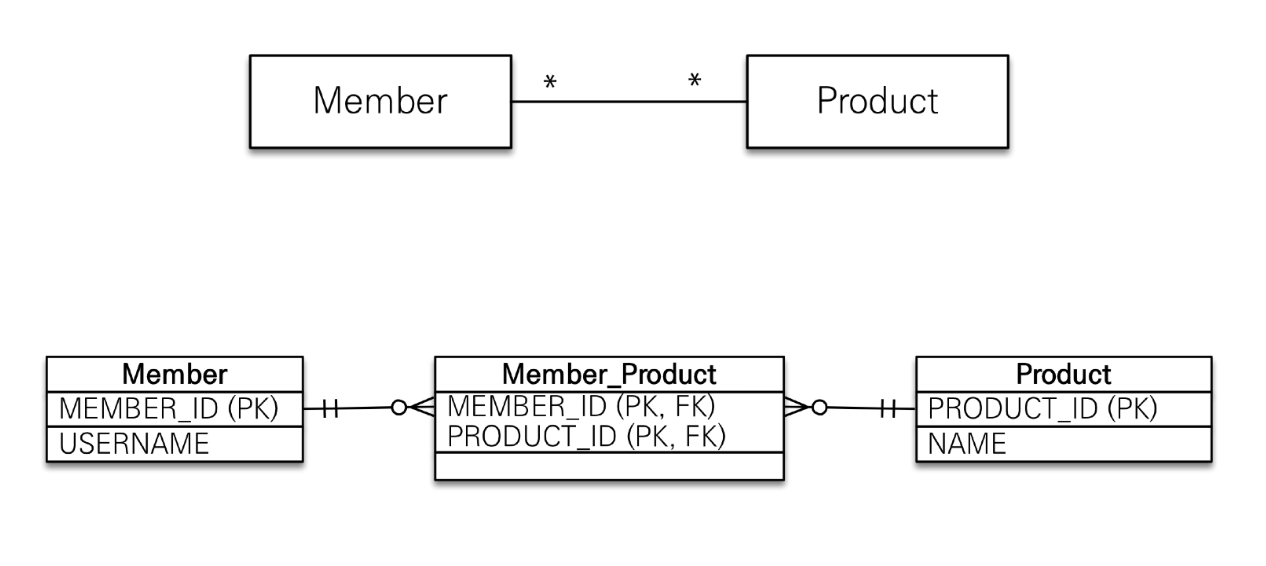 Member * * Product
Member
MEMBER_ID (PK)
USERNAME
Member_Product
MEMBER_ID (PK, FK)
PRODUCT_ID (PK, FK)
Product
PRODUCT_ID (PK)
NAME